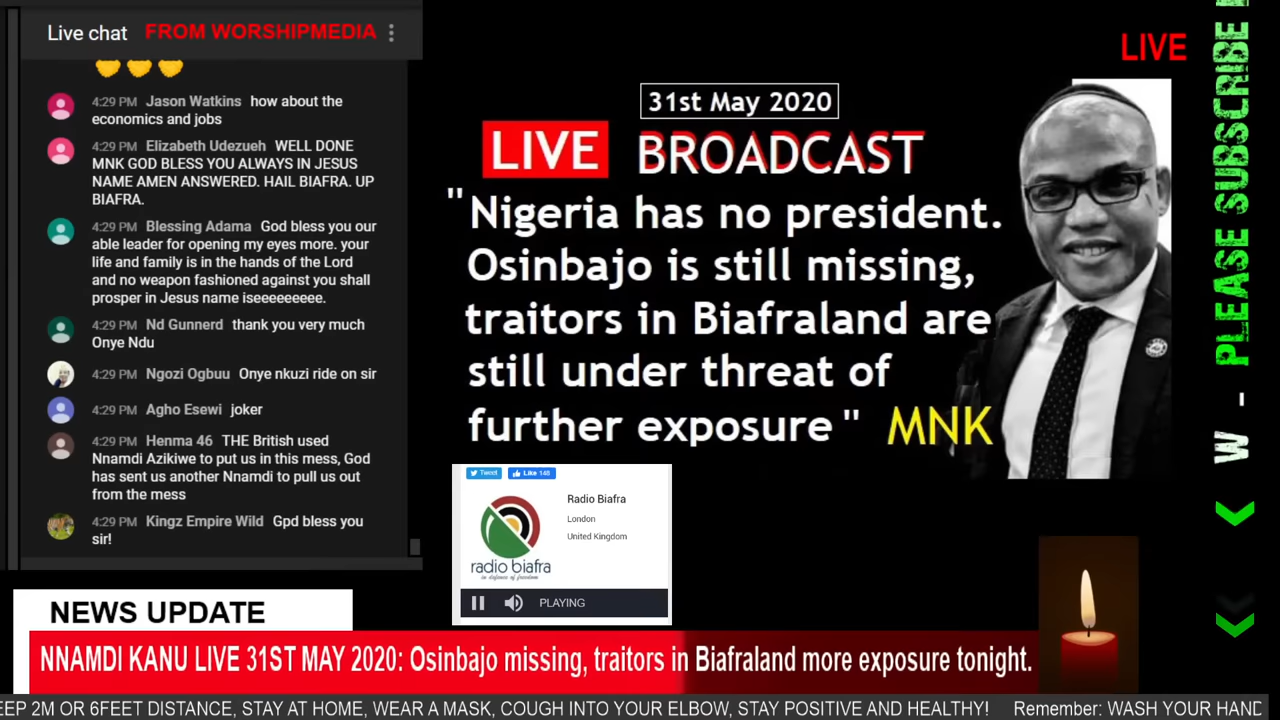 Live chat FROM WORSHIPMEDIA
4:29 PM Jason Watkins how about the
economics and jobs
4:29 PM Elizabeth Udezueh WELL DONE
MNK GOD BLESS YOU ALWAYS IN JESUS
NAME AMEN ANSWERED. HAIL BIAFRA. UP
BIAFRA.
4:29 PM Blessing Adama God bless you our
able leader for opening my eyes more. your
life and family is in the hands of the Lord
and no weapon fashioned against you shall
prosper in Jesus name iseeeeeeeee.
4:29 PM Nd Gunnerd thank you very much
Onye Ndu
4:29 PM Ngozi Ogbuu Onye nkuzi ride on sir
4:29 PM Agho Esewi joker
4:29 PM Henma 46 THE British used
Nnamdi Azikiwe to put us in this mess, God
has sent us another Nnamdi to pull us out
from the mess
4:29 PM Kingz Empire Wild Gpd bless you
sir!
LIVE
31st May 2020
LIVE BROADCAST
"Nigeria has no president.
Osinbajo is still missing,
traitors in Biafraland are
still under threat of
further exposure" MNK
Tweet Like 148
Radio Biafra
London
United Kingdom
radio biafra
in defence of freedom
PLAYING
W - PLEASE SUBSCRIBE
NEWS UPDATE
NNAMDI KANU LIVE 31ST MAY 2020: Osinbajo missing, traitors in Biafraland more exposure tonight.
EEP 2M OR 6FEET DISTANCE, STAY AT HOME, WEAR A MASK, COUGH INTO YOUR ELBOW, STAY POSITIVE AND HEALTHY! Remember: WASH YOUR HAND